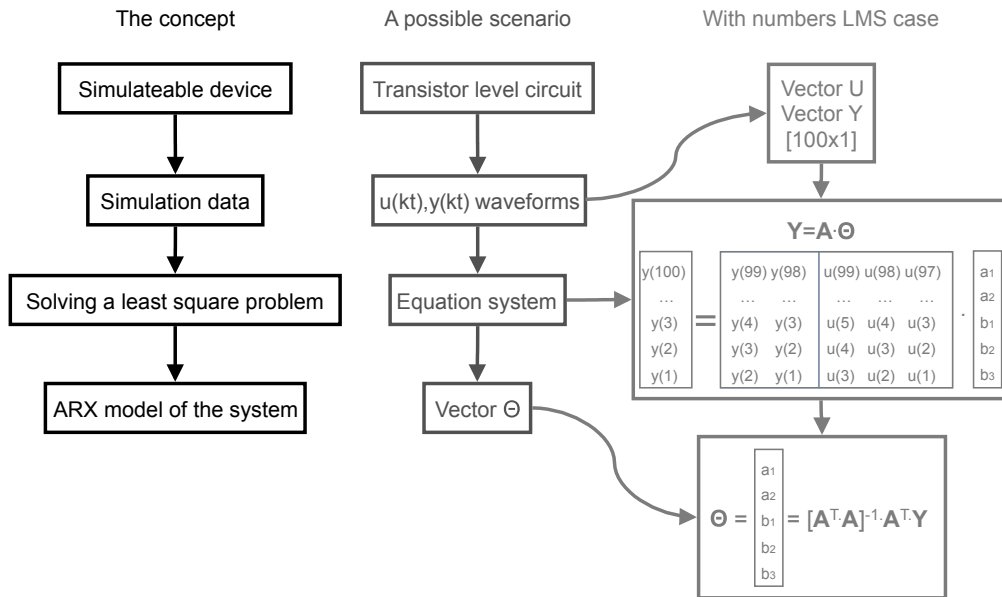 The concept
Simulateable device
Simulation data
Solving a least square problem
ARX model of the system
A possible scenario
Transistor level circuit
u(kt),y(kt) waveforms
Equation system
Vector Θ
With numbers LMS case
Vector U
Vector Y
[100x1]
Y=A·Θ
y(100) y(99) y(98) u(99) u(98) u(97) a1
... ... ... ... ... ... a2
y(3) = y(4) y(3) u(5) u(4) u(3) · b1
y(2) y(3) y(2) u(4) u(3) u(2) b2
y(1) y(2) y(1) u(3) u(2) u(1) b3
a1
a2
Θ = b1 = [Aᵀ·A]⁻¹·Aᵀ·Y
b2
b3